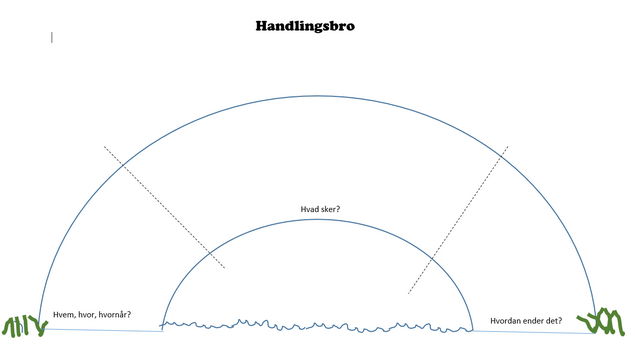 Handlingsbro
Hvad sker?
Hvem, hvor, hvornår?
Hvordan ender det?